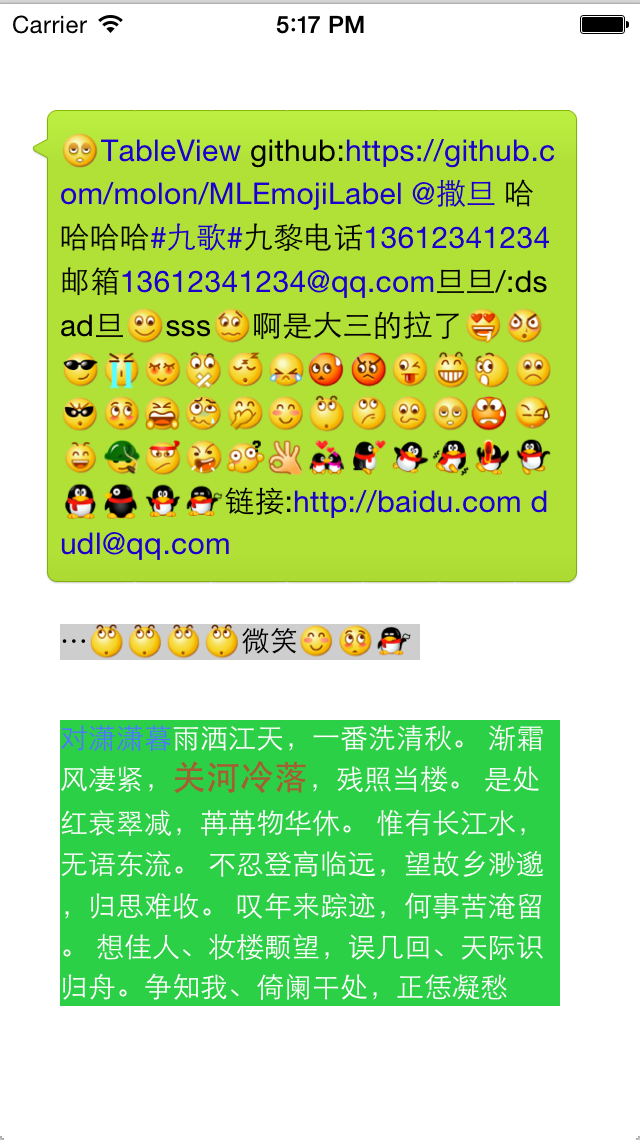 Carrier 5:17 PM
TableView github:https://github.c
om/molon/MLEmojiLabel @撒旦 哈
哈哈哈#九歌#九黎电话13612341234
邮箱13612341234@qq.com旦旦/:ds
ad旦sss啊是大三的拉了
链接:http://baidu.com d
udl@qq.com
…微笑
对潇潇暮雨洒江天，一番洗清秋。 渐霜
风凄紧，关河冷落，残照当楼。 是处
红衰翠减，苒苒物华休。 惟有长江水，
无语东流。 不忍登高临远，望故乡渺邈
，归思难收。 叹年来踪迹，何事苦淹留
。 想佳人、妆楼颙望，误几回、天际识
归舟。争知我、倚阑干处，正恁凝愁